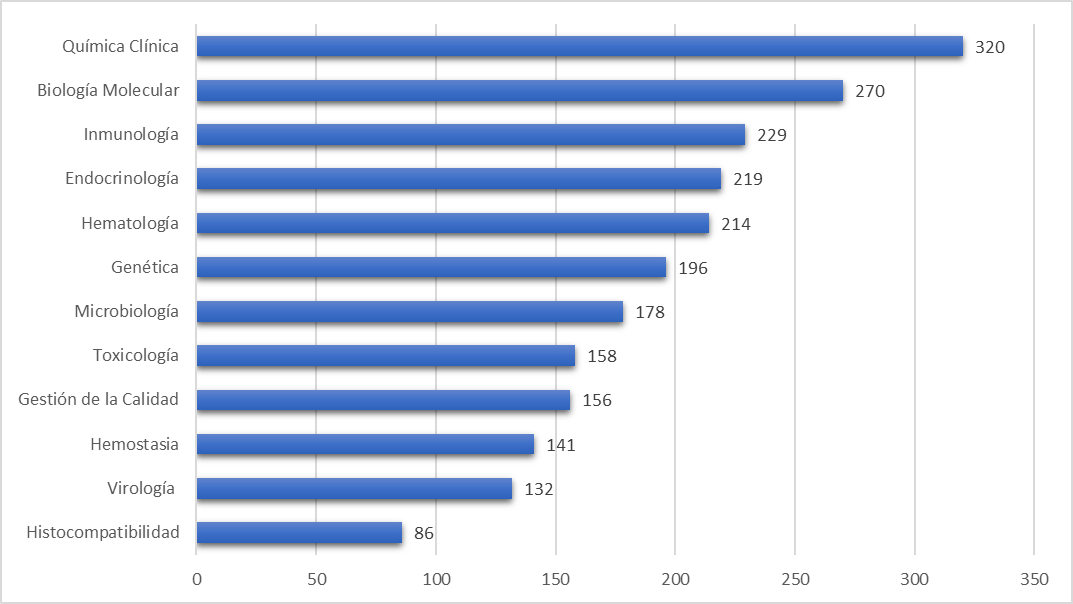 Química Clínica 320
Biología Molecular 270
Inmunología 229
Endocrinología 219
Hematología 214
Genética 196
Microbiología 178
Toxicología 158
Gestión de la Calidad 156
Hemostasia 141
Virología 132
Histocompatibilidad 86
0 50 100 150 200 250 300 350